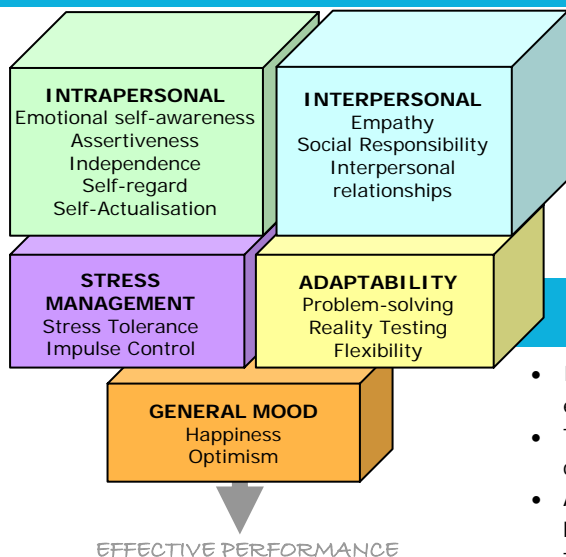 INTRAPERSONAL
Emotional self-awareness
Assertiveness
Independence
Self-regard
Self-Actualisation
INTERPERSONAL
Empathy
Social Responsibility
Interpersonal
relationships
STRESS
MANAGEMENT
Stress Tolerance
Impulse Control
ADAPTABILITY
Problem-solving
Reality Testing
Flexibility
GENERAL MOOD
Happiness
Optimism
EFFECTIVE PERFORMANCE